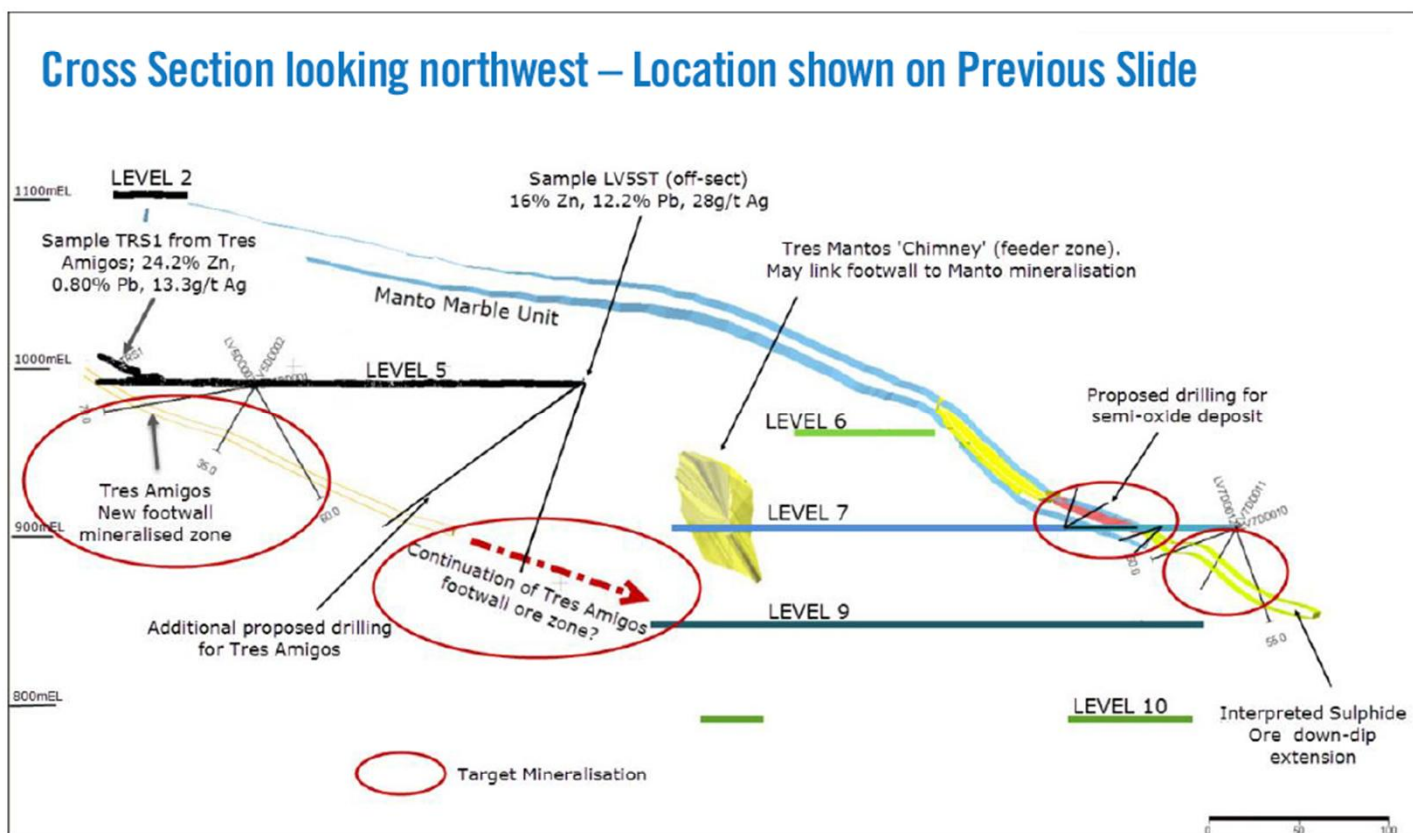 Cross Section looking northwest – Location shown on Previous Slide
LEVEL 2
1100mEL
Sample TRS1 from Tres
Amigos; 24.2% Zn,
0.80% Pb, 13.3g/t Ag
Sample LV5ST (off-sect)
16% Zn, 12.2% Pb, 28g/t Ag
Tres Mantos 'Chimney' (feeder zone).
May link footwall to Manto mineralisation
Manto Marble Unit
1000mEL
TRS1
LEVEL 5
Proposed drilling for
semi-oxide deposit
LEVEL 6
35.0
60.0
Tres Amigos
New footwall
mineralised zone
LEVEL 7
LV7DD011
LV7DD010
900mEL
Continuation of Tres Amigos
footwall ore zone?
Additional proposed drilling
for Tres Amigos
LEVEL 9
55.0
800mEL
LEVEL 10
Interpreted Sulphide
Ore down-dip
extension
Target Mineralisation
0 50 100